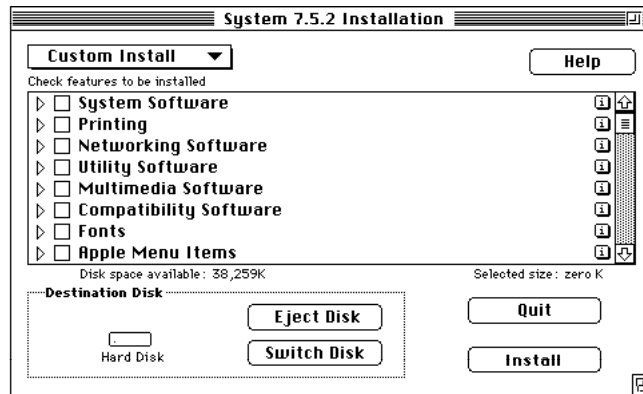 System 7.5.2 Installation
Custom Install
Help
Check features to be installed
System Software
Printing
Networking Software
Utility Software
Multimedia Software
Compatibility Software
Fonts
Apple Menu Items
Disk space available: 38,259K
Selected size: zero K
Destination Disk
Eject Disk
Quit
Hard Disk
Switch Disk
Install